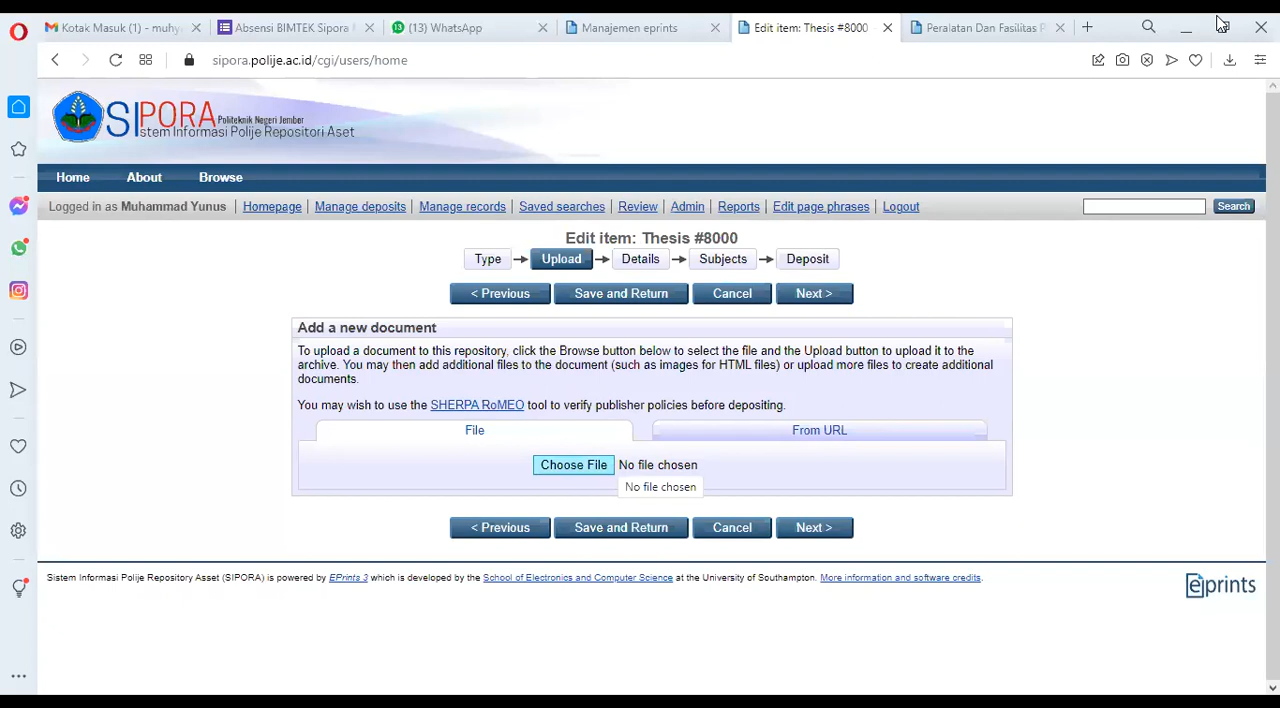 Kotak Masuk (1) - muhy
Absensi BIMTEK Sipora
(13) WhatsApp
Manajemen eprints
Edit item: Thesis #8000
Peralatan Dan Fasilitas P
sipora.polije.ac.id/cgi/users/home
SIPORA Politeknik Negeri Jember
Sistem Informasi Polije Repositori Aset
Home About Browse
Logged in as Muhammad Yunus | Homepage | Manage deposits | Manage records | Saved searches | Review | Admin | Reports | Edit page phrases | Logout
Search
Edit item: Thesis #8000
Type Upload Details Subjects Deposit
< Previous Save and Return Cancel Next >
Add a new document
To upload a document to this repository, click the Browse button below to select the file and the Upload button to upload it to the
archive. You may then add additional files to the document (such as images for HTML files) or upload more files to create additional
documents.
You may wish to use the SHERPA RoMEO tool to verify publisher policies before depositing.
File From URL
Choose File No file chosen
No file chosen
< Previous Save and Return Cancel Next >
Sistem Informasi Polije Repository Asset (SIPORA) is powered by EPrints 3 which is developed by the School of Electronics and Computer Science at the University of Southampton. More information and software credits.
eprints